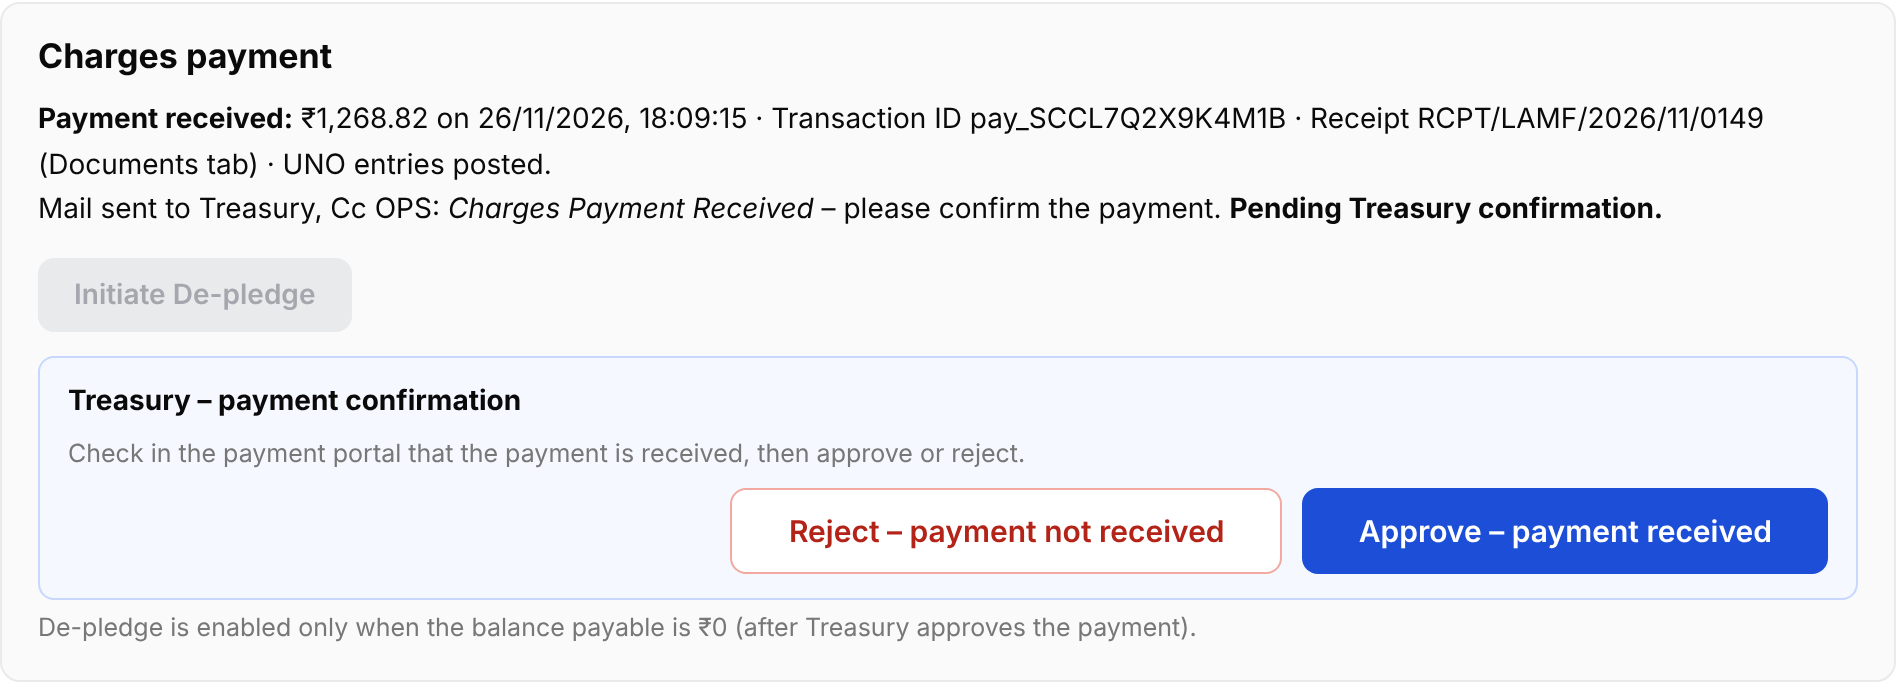 Charges payment
Payment received: ₹1,268.82 on 26/11/2026, 18:09:15 · Transaction ID pay_SCCL7Q2X9K4M1B · Receipt RCPT/LAMF/2026/11/0149
(Documents tab) · UNO entries posted.
Mail sent to Treasury, Cc OPS: Charges Payment Received – please confirm the payment. Pending Treasury confirmation.
Initiate De-pledge
Treasury – payment confirmation
Check in the payment portal that the payment is received, then approve or reject.
Reject – payment not received
Approve – payment received
De-pledge is enabled only when the balance payable is ₹0 (after Treasury approves the payment).